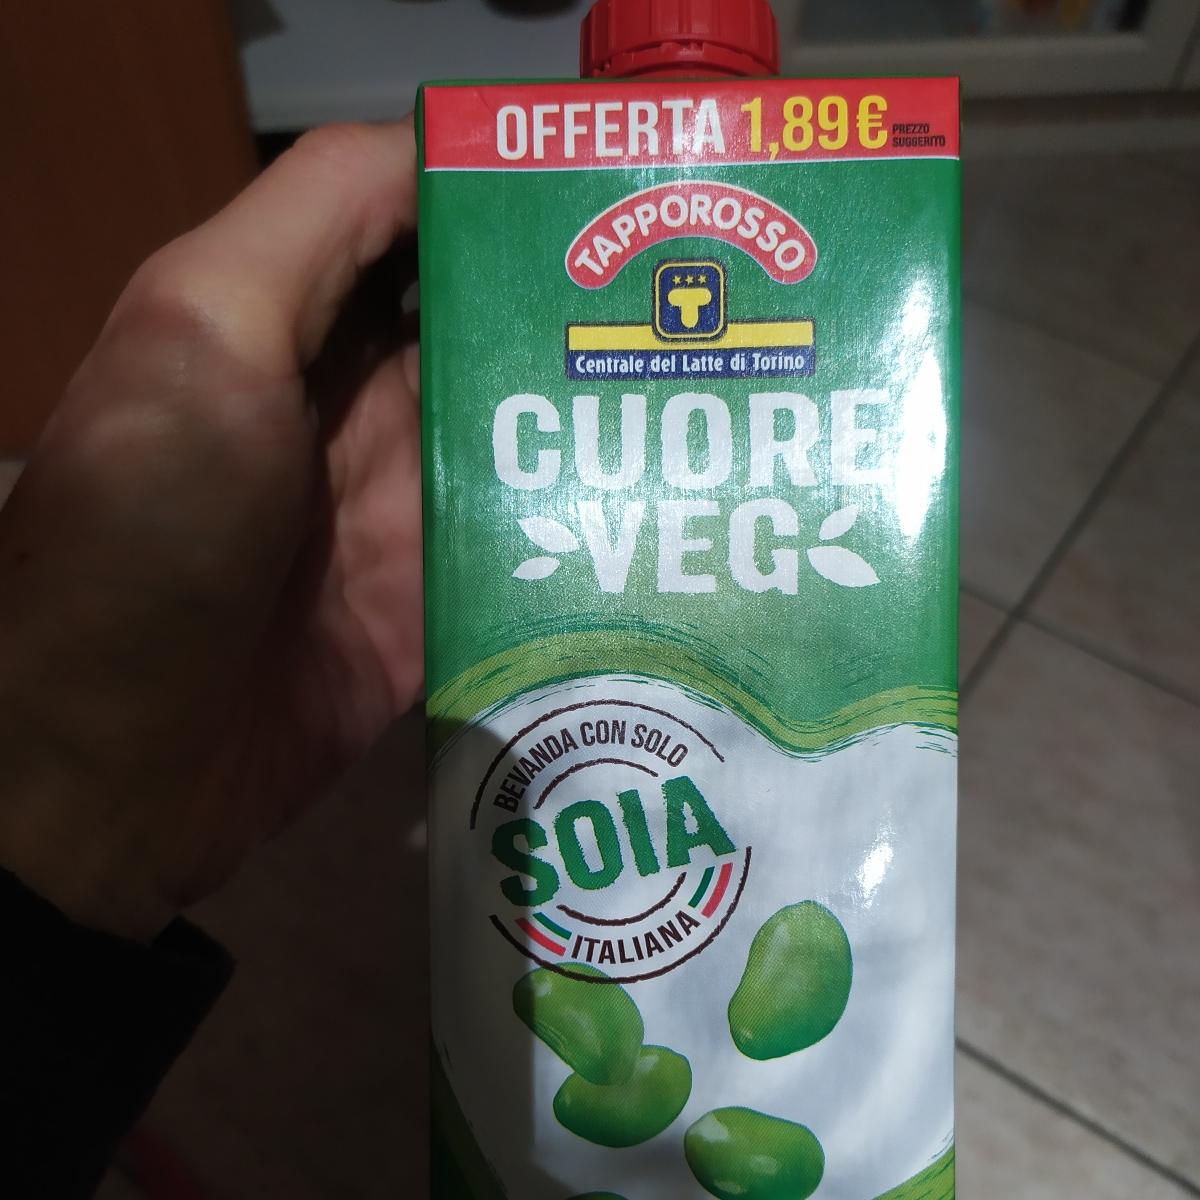 OFFERTA 1,89€ PREZZO
SUGGERITO
TAPPOROSSO
Centrale del Latte di Torino
CUORE
VEG
BEVANDA CON SOLO
SOIA
ITALIANA